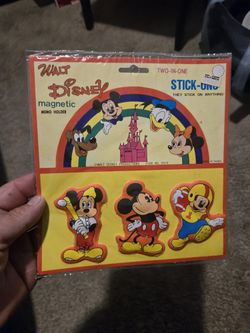 WALT
DISNEY
magnetic
MEMO HOLDER
TWO-IN-ONE
STICK-ONS
THEY STICK ON ANYTHING!